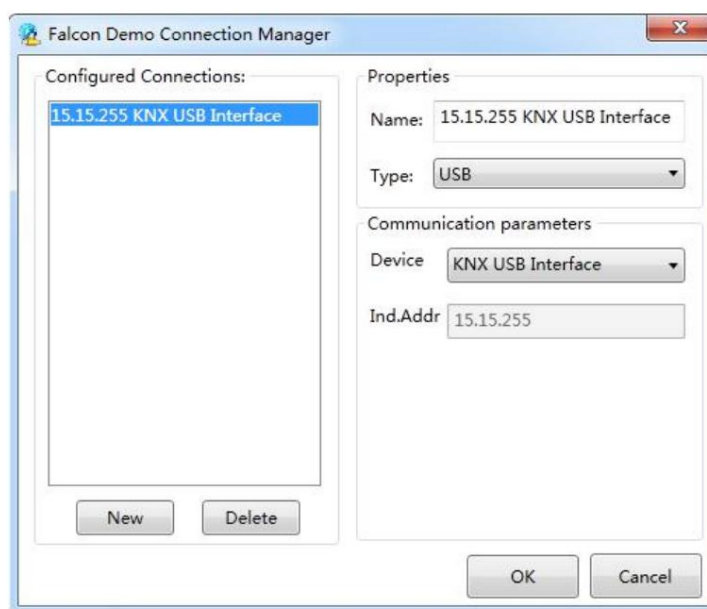 Falcon Demo Connection Manager
Configured Connections:
15.15.255 KNX USB Interface
New
Delete
Properties
Name:
15.15.255 KNX USB Interface
Type:
USB
Communication parameters
Device
KNX USB Interface
Ind.Addr
15.15.255
OK
Cancel